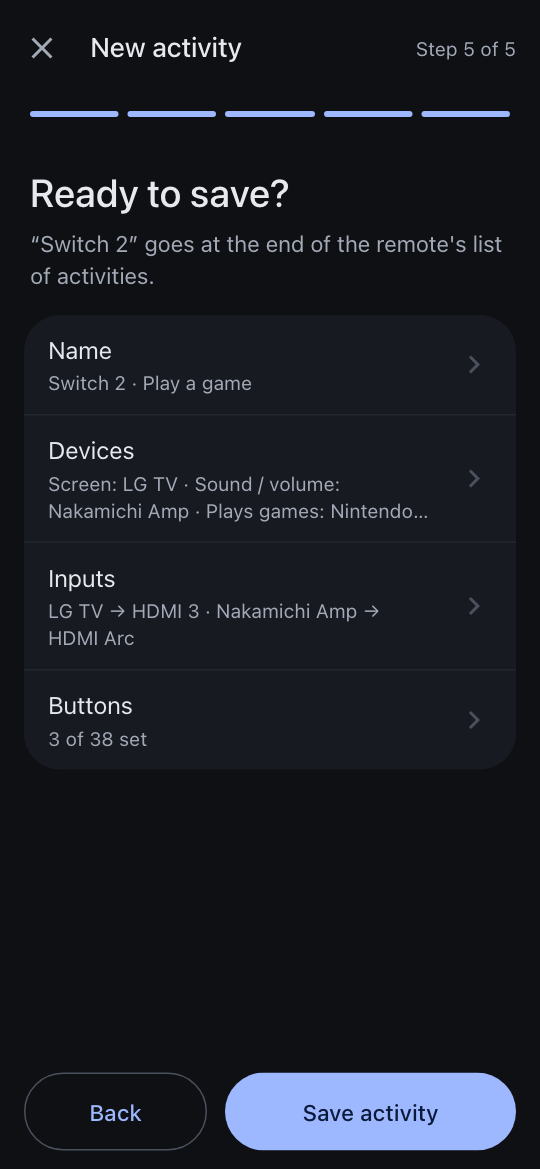 New activity
Step 5 of 5
Ready to save?
“Switch 2” goes at the end of the remote's list
of activities.
Name
Switch 2 · Play a game
Devices
Screen: LG TV · Sound / volume:
Nakamichi Amp · Plays games: Nintendo...
Inputs
LG TV → HDMI 3 · Nakamichi Amp →
HDMI Arc
Buttons
3 of 38 set
Back
Save activity